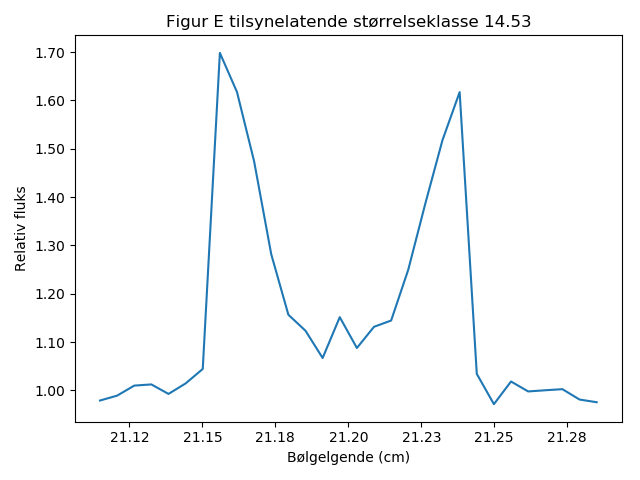 Figur E tilsynelatende størrelseklasse 14.53
1.70
1.60
1.50
1.40
1.30
1.20
1.10
1.00
Relativ fluks
21.12 21.15 21.18 21.20 21.23 21.25 21.28
Bølgelgende (cm)